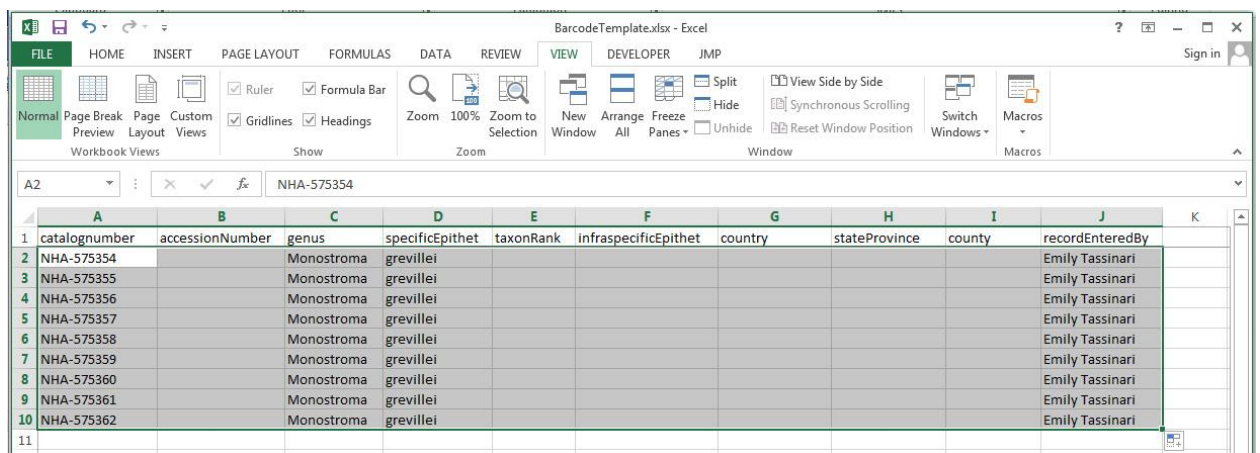 BarcodeTemplate.xlsx - Excel
FILE HOME INSERT PAGE LAYOUT FORMULAS DATA REVIEW VIEW DEVELOPER JMP Sign in
Normal Page Break Preview Page Layout Custom Views
Workbook Views
Ruler Formula Bar
Gridlines Headings
Show
Zoom 100% Zoom to Selection
Zoom
New Window Arrange All Freeze Panes
Split
Hide
Unhide
View Side by Side
Synchronous Scrolling
Reset Window Position
Switch Windows
Window
Macros
Macros
A2 fx NHA-575354
A B C D E F G H I J K
1 catalognumber accessionNumber genus specificEpithet taxonRank infraspecificEpithet country stateProvince county recordEnteredBy
2 NHA-575354 Monostroma grevillei Emily Tassinari
3 NHA-575355 Monostroma grevillei Emily Tassinari
4 NHA-575356 Monostroma grevillei Emily Tassinari
5 NHA-575357 Monostroma grevillei Emily Tassinari
6 NHA-575358 Monostroma grevillei Emily Tassinari
7 NHA-575359 Monostroma grevillei Emily Tassinari
8 NHA-575360 Monostroma grevillei Emily Tassinari
9 NHA-575361 Monostroma grevillei Emily Tassinari
10 NHA-575362 Monostroma grevillei Emily Tassinari
11